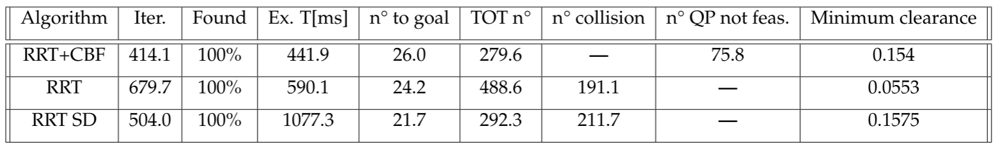 Algorithm Iter. Found Ex. T[ms] n° to goal TOT n° n° collision n° QP not feas. Minimum clearance
RRT+CBF 414.1 100% 441.9 26.0 279.6 — 75.8 0.154
RRT 679.7 100% 590.1 24.2 488.6 191.1 — 0.0553
RRT SD 504.0 100% 1077.3 21.7 292.3 211.7 — 0.1575